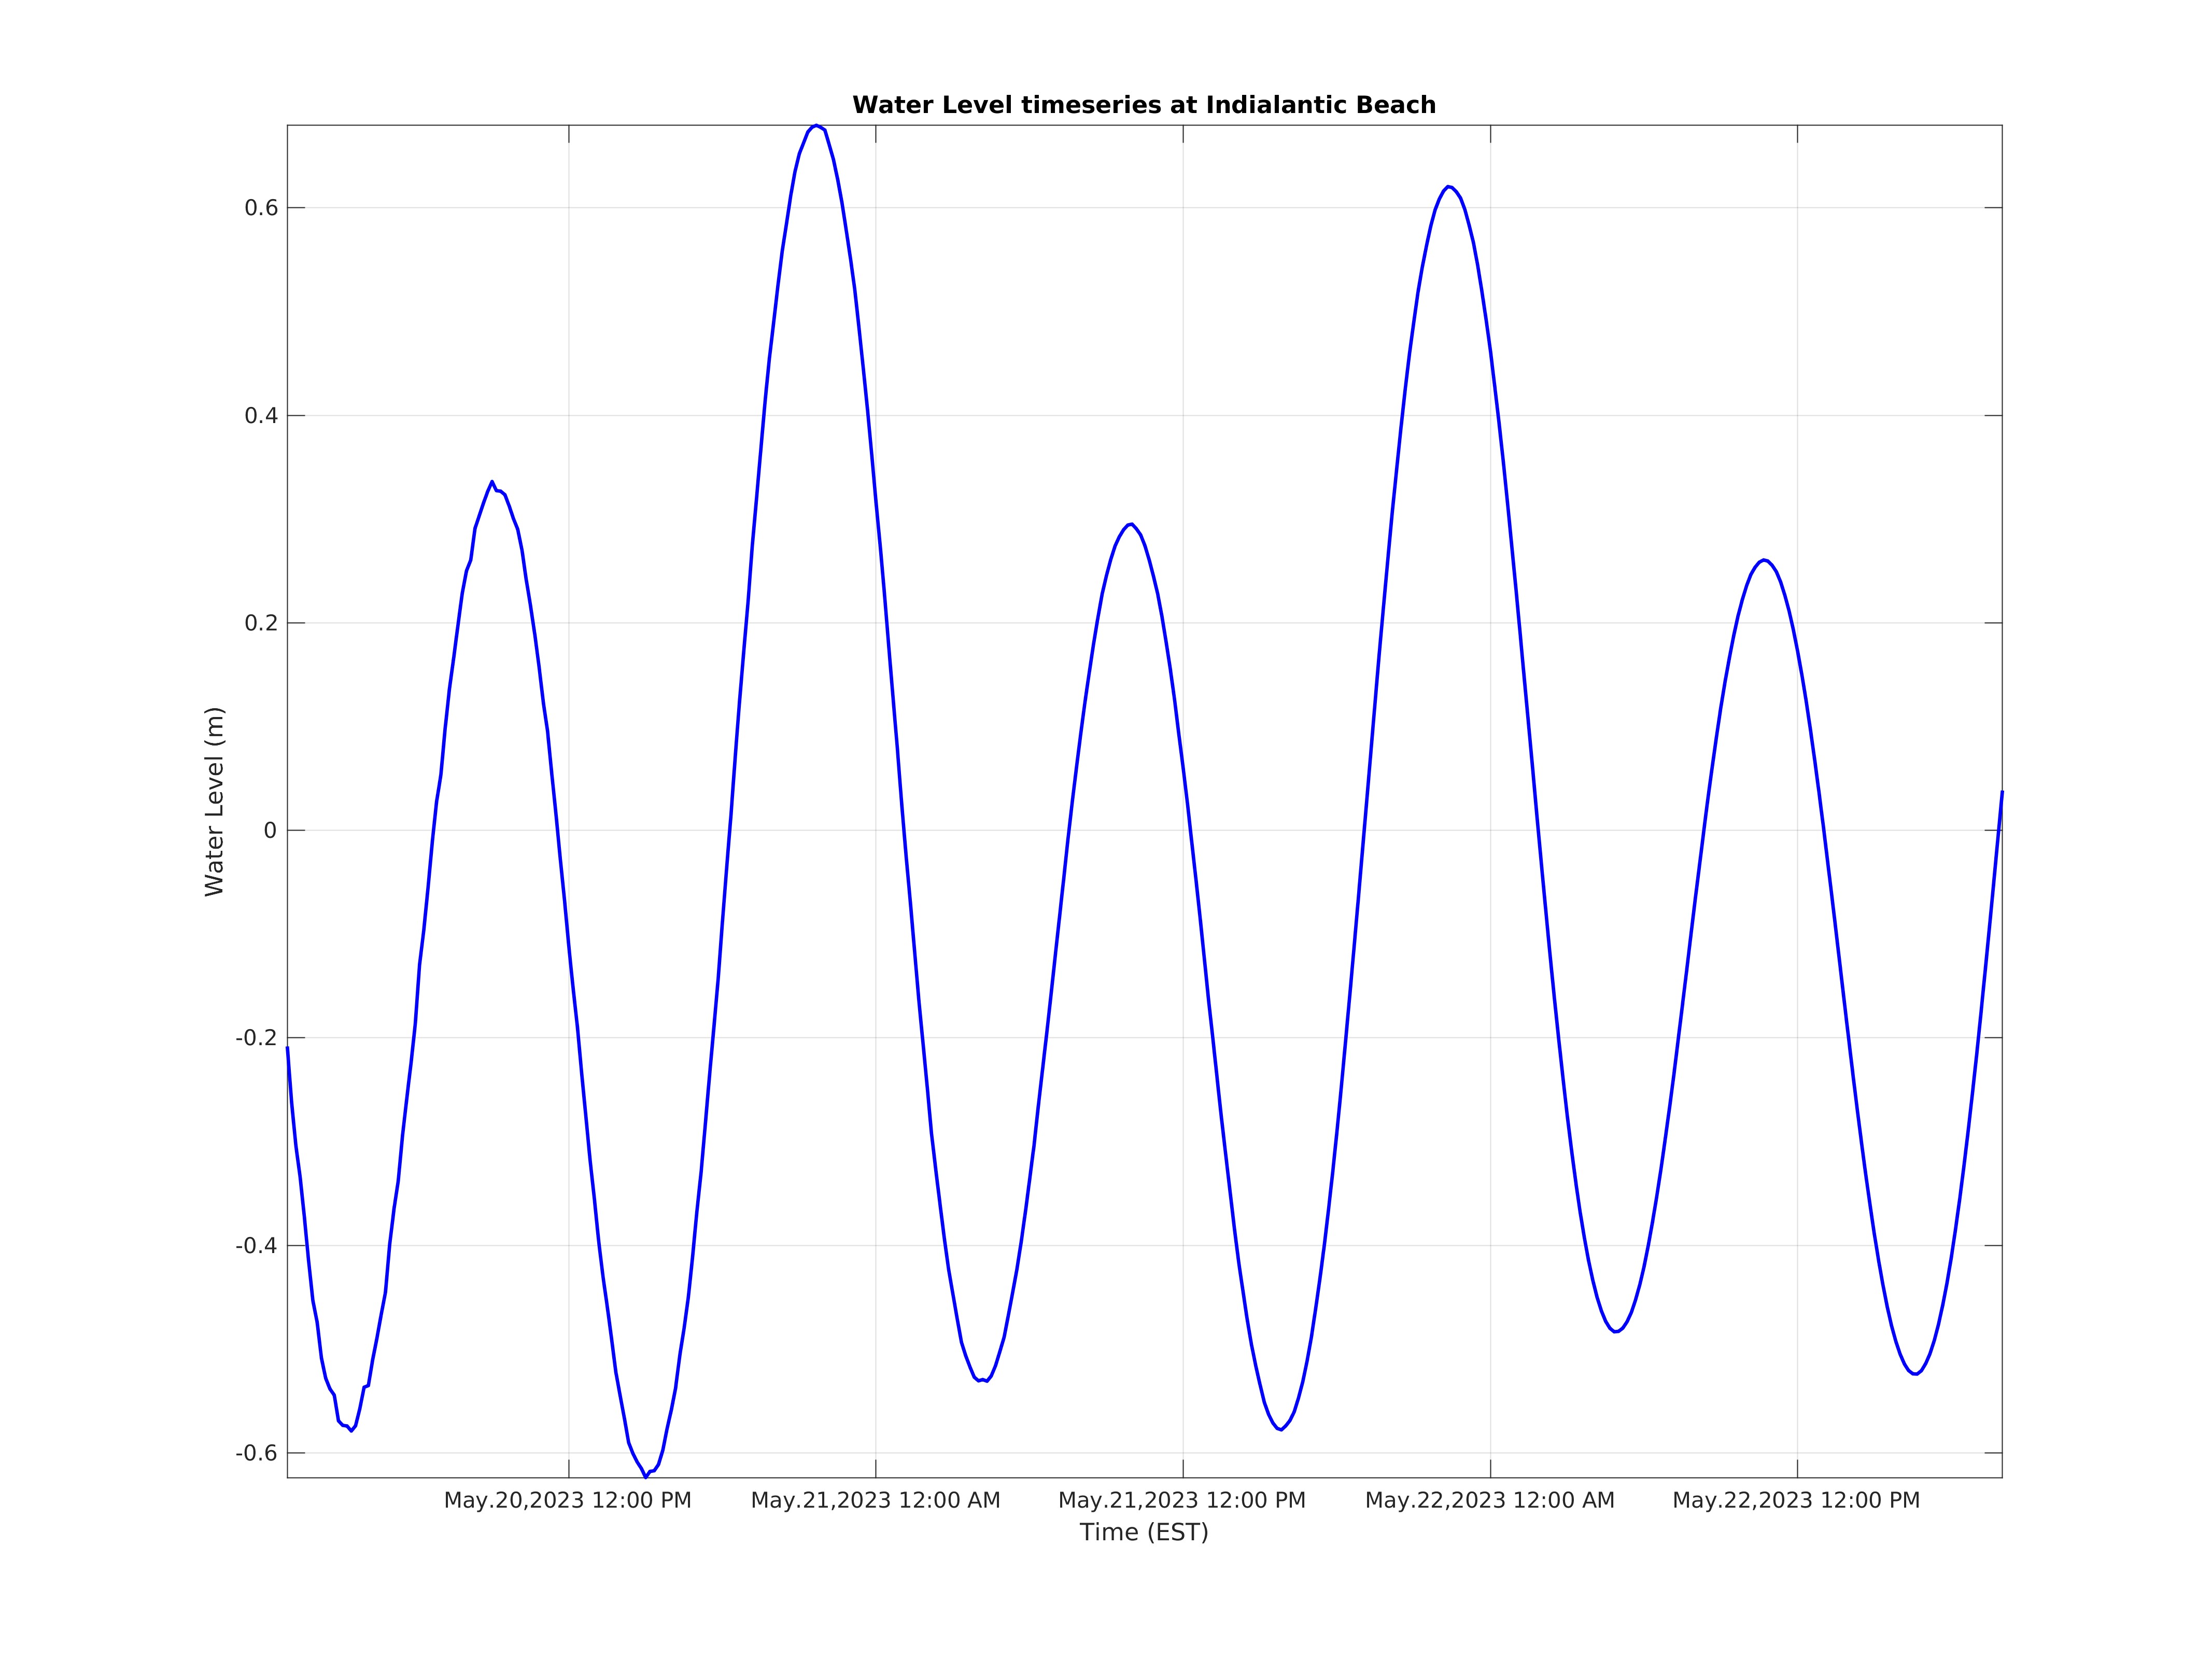 Water Level timeseries at Indialantic Beach
0.6
0.4
0.2
0
-0.2
-0.4
-0.6
Water Level (m)
May.20,2023 12:00 PM May.21,2023 12:00 AM May.21,2023 12:00 PM May.22,2023 12:00 AM May.22,2023 12:00 PM
Time (EST)